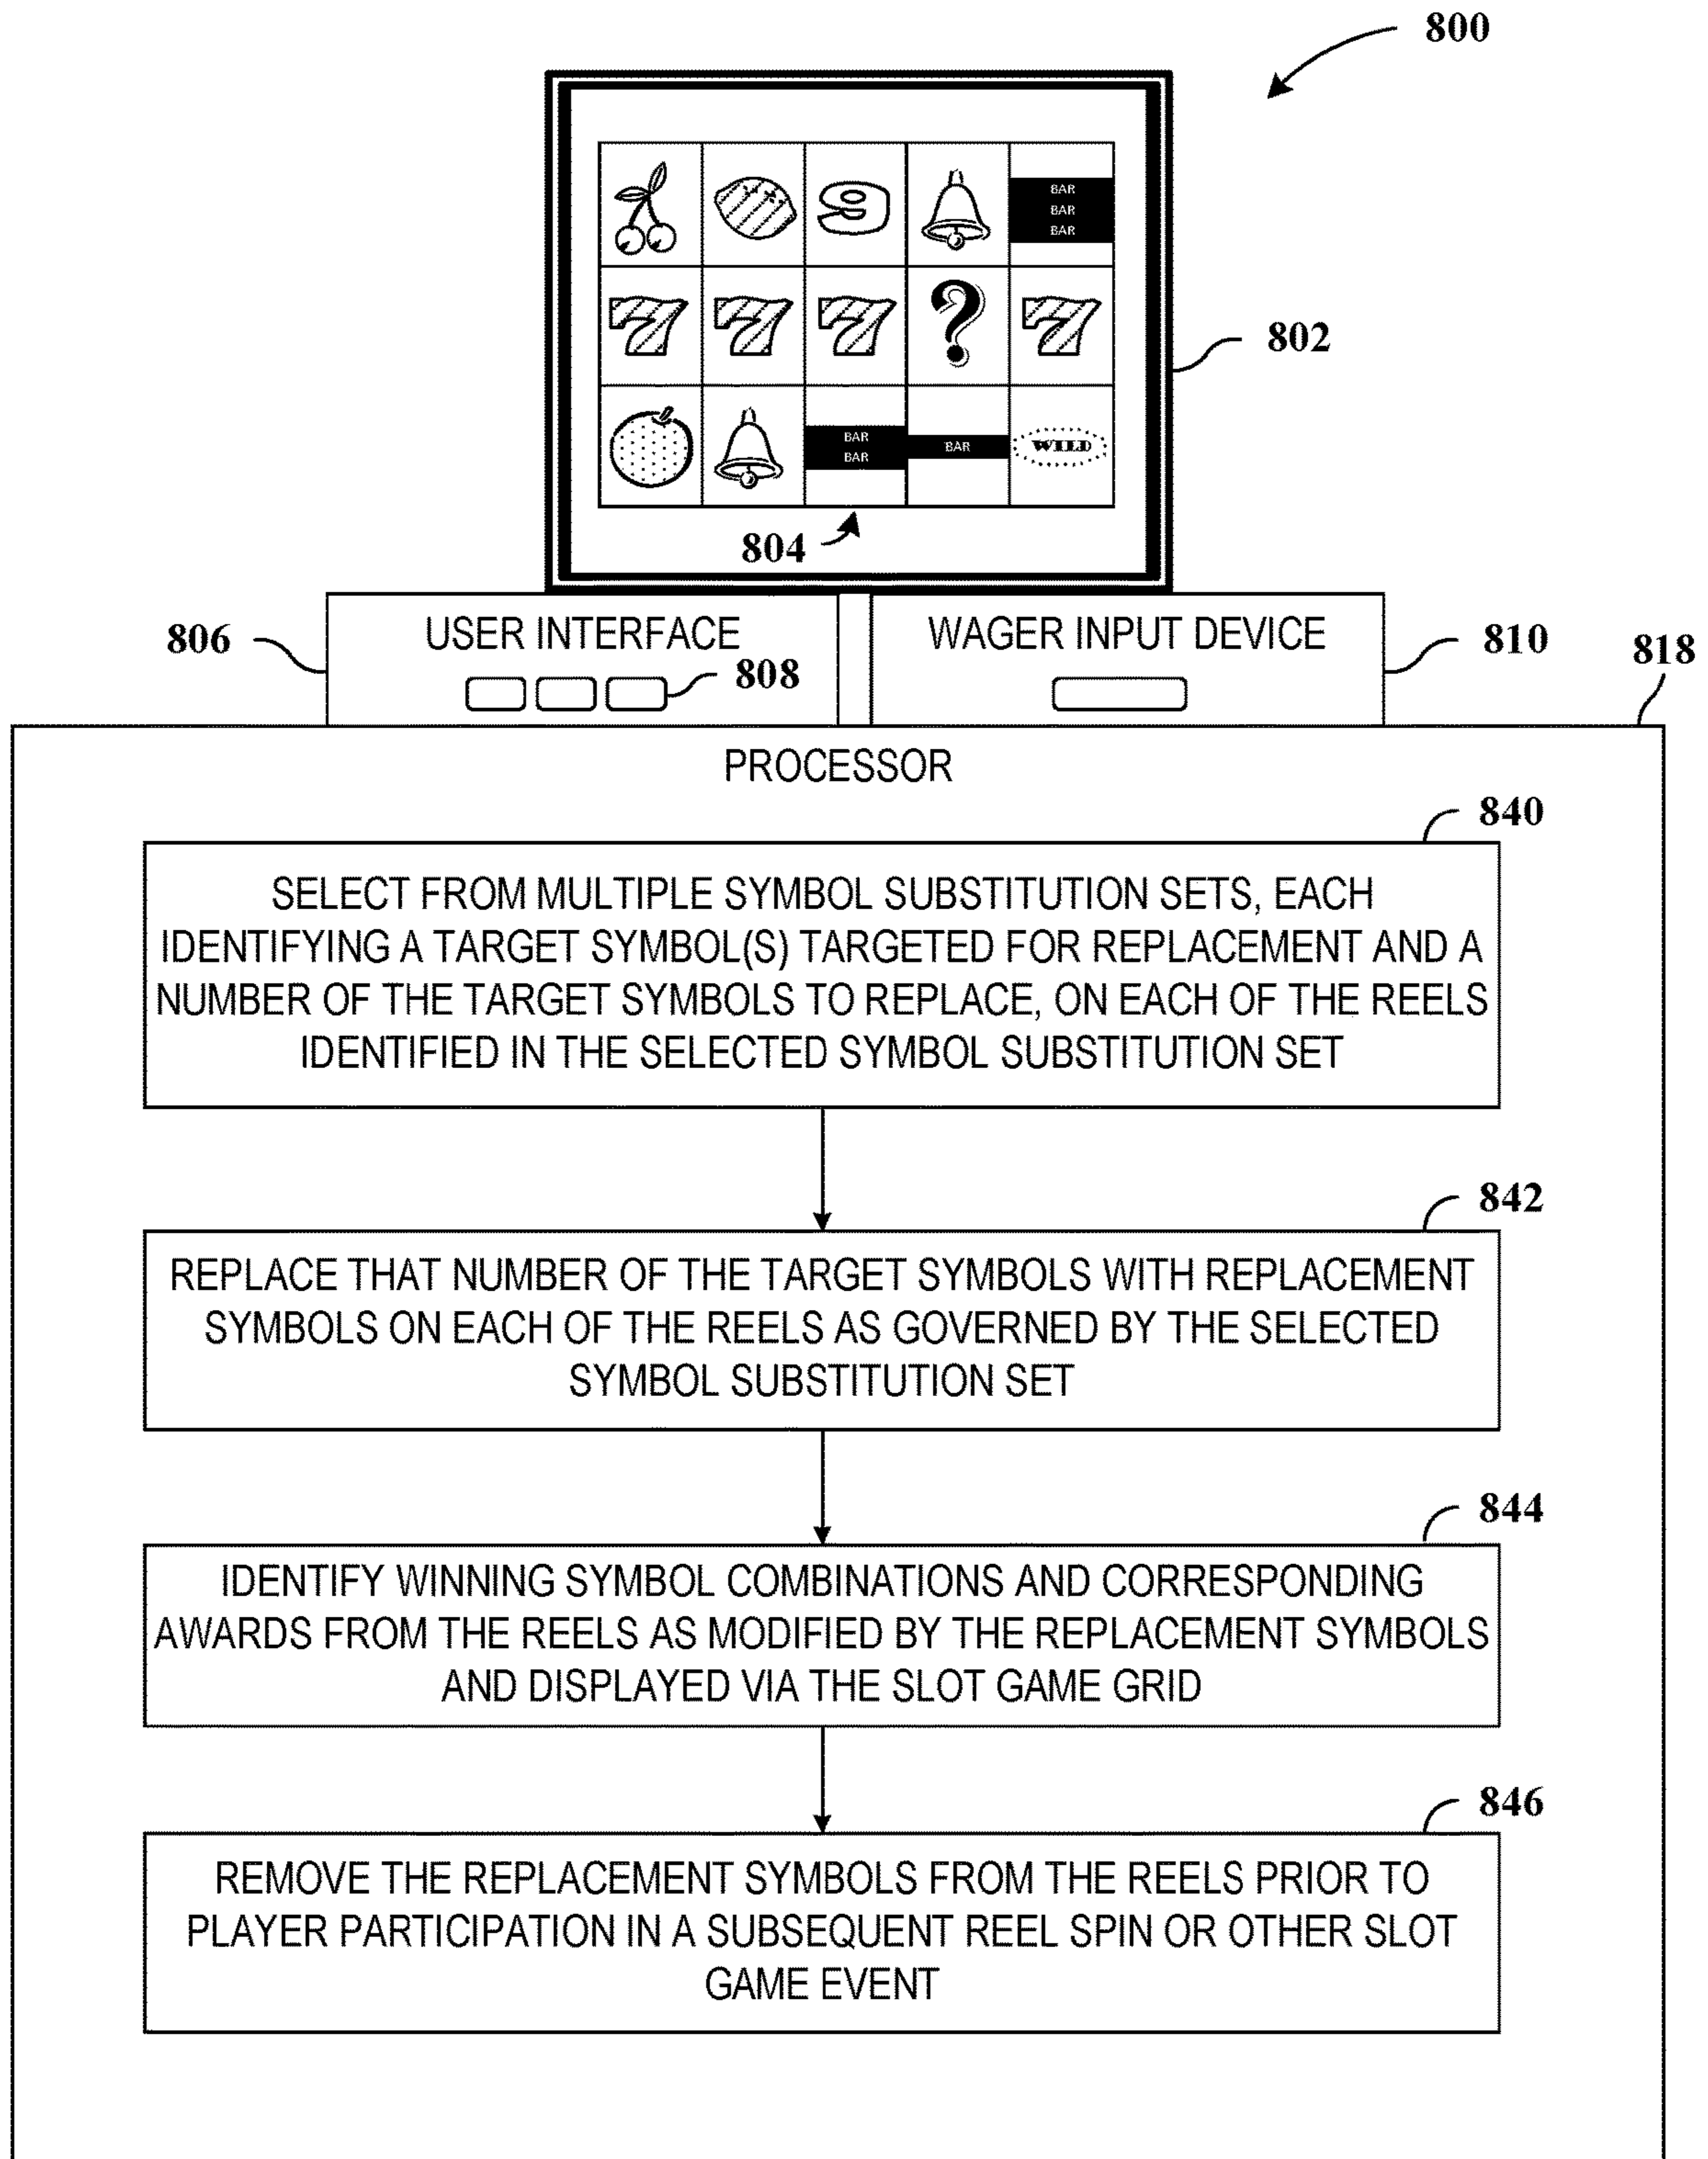 800
BAR
BAR
BAR
9
7 7 7 ? 7
802
BAR
BAR
BAR
WILD
804
806
USER INTERFACE
WAGER INPUT DEVICE
810
818
808
PROCESSOR
840
SELECT FROM MULTIPLE SYMBOL SUBSTITUTION SETS, EACH
IDENTIFYING A TARGET SYMBOL(S) TARGETED FOR REPLACEMENT AND A
NUMBER OF THE TARGET SYMBOLS TO REPLACE, ON EACH OF THE REELS
IDENTIFIED IN THE SELECTED SYMBOL SUBSTITUTION SET
842
REPLACE THAT NUMBER OF THE TARGET SYMBOLS WITH REPLACEMENT
SYMBOLS ON EACH OF THE REELS AS GOVERNED BY THE SELECTED
SYMBOL SUBSTITUTION SET
844
IDENTIFY WINNING SYMBOL COMBINATIONS AND CORRESPONDING
AWARDS FROM THE REELS AS MODIFIED BY THE REPLACEMENT SYMBOLS
AND DISPLAYED VIA THE SLOT GAME GRID
846
REMOVE THE REPLACEMENT SYMBOLS FROM THE REELS PRIOR TO
PLAYER PARTICIPATION IN A SUBSEQUENT REEL SPIN OR OTHER SLOT
GAME EVENT